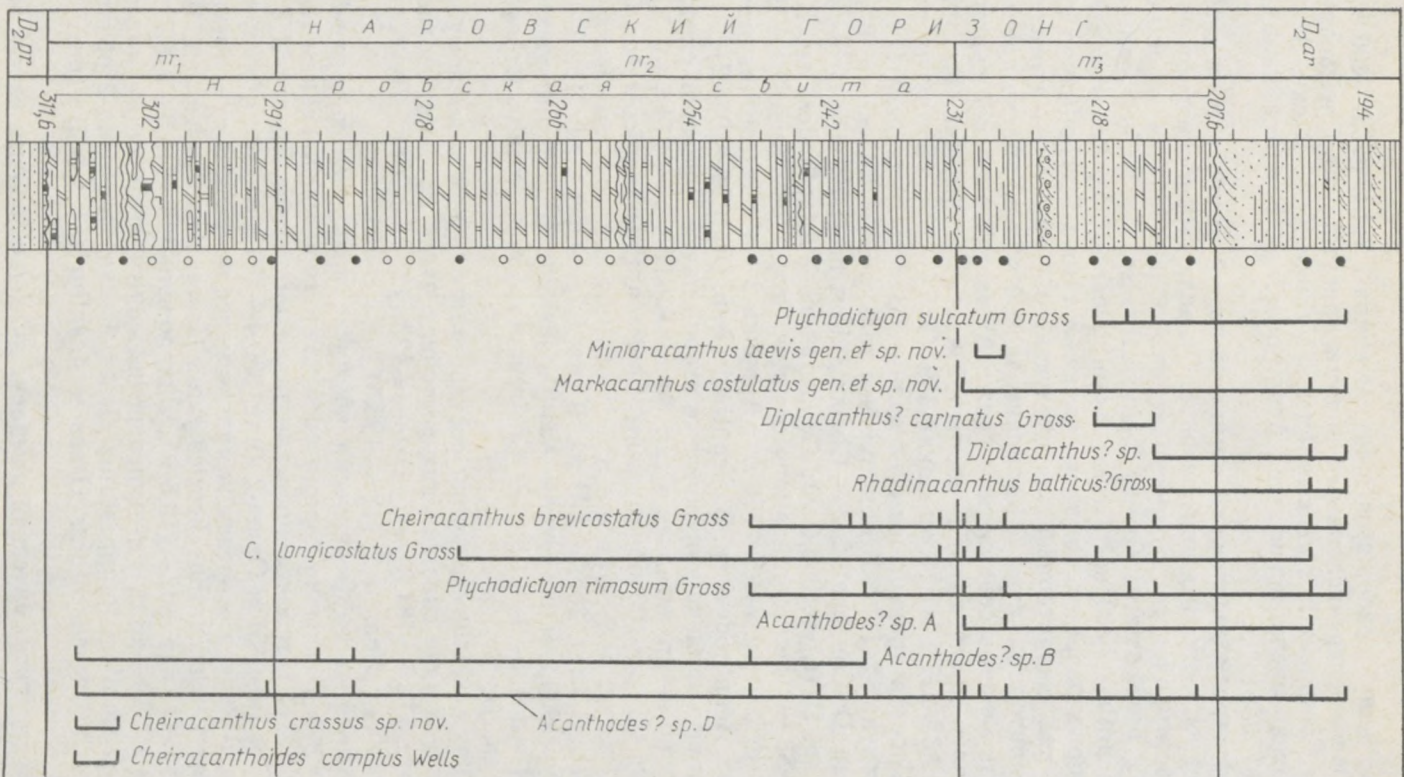 D₂pr
Н А Р О В С К И Й Г О Р И З О Н Т
D₂ar
nr₁
nr₂
nr₃
Н а р о в с к а я с в и т а
311,6
302
291
278
266
254
242
231
218
207,6
194
Ptychodictyon sulcatum Gross
Minioracanthus laevis gen. et sp. nov.
Markacanthus costulatus gen. et sp. nov.
Diplacanthus? carinatus Gross
Diplacanthus? sp.
Rhadinacanthus balticus? Gross
Cheiracanthus brevicostatus Gross
C. longicostatus Gross
Ptychodictyon rimosum Gross
Acanthodes? sp. A
Acanthodes? sp. B
Acanthodes ? sp. D
Cheiracanthus crassus sp. nov.
Cheiracanthoides comptus Wells